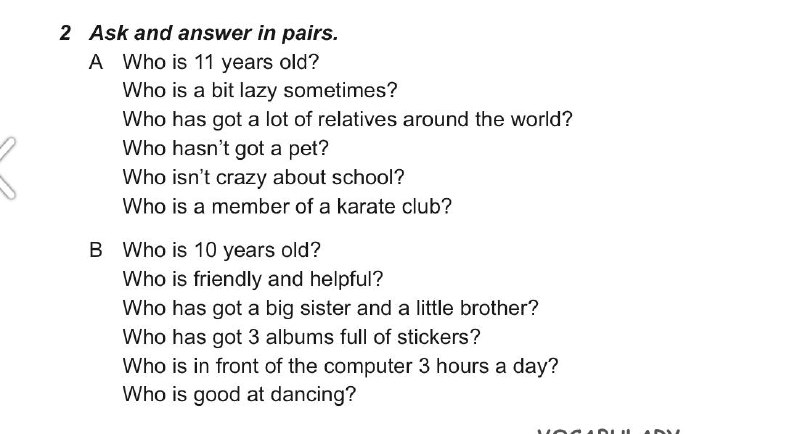 2 Ask and answer in pairs.
A Who is 11 years old?
Who is a bit lazy sometimes?
Who has got a lot of relatives around the world?
Who hasn't got a pet?
Who isn't crazy about school?
Who is a member of a karate club?
B Who is 10 years old?
Who is friendly and helpful?
Who has got a big sister and a little brother?
Who has got 3 albums full of stickers?
Who is in front of the computer 3 hours a day?
Who is good at dancing?